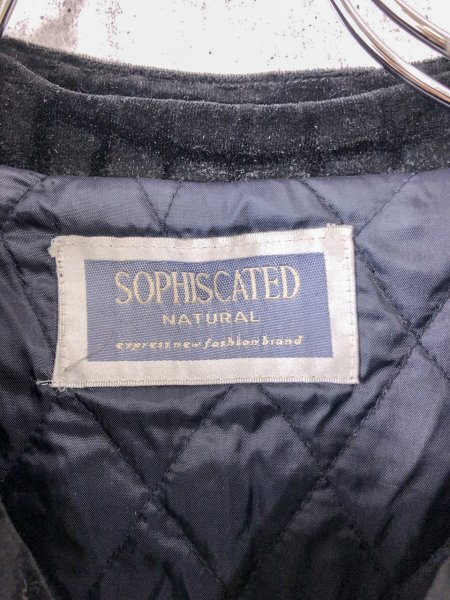 SOPHISCATED
NATURAL
express new fashion brand